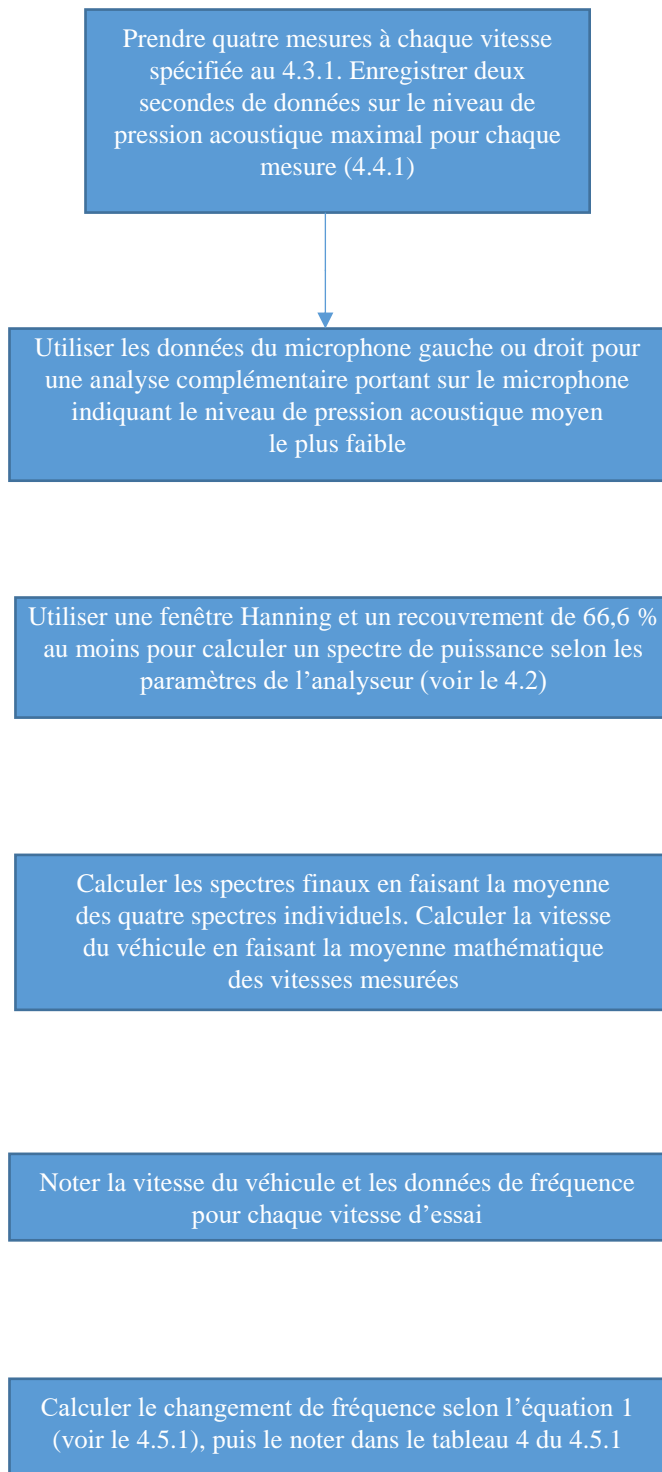 Prendre quatre mesures à chaque vitesse
spécifiée au 4.3.1. Enregistrer deux
secondes de données sur le niveau de
pression acoustique maximal pour chaque
mesure (4.4.1)
Utiliser les données du microphone gauche ou droit pour
une analyse complémentaire portant sur le microphone
indiquant le niveau de pression acoustique moyen
le plus faible
Utiliser une fenêtre Hanning et un recouvrement de 66,6 %
au moins pour calculer un spectre de puissance selon les
paramètres de l’analyseur (voir le 4.2)
Calculer les spectres finaux en faisant la moyenne
des quatre spectres individuels. Calculer la vitesse
du véhicule en faisant la moyenne mathématique
des vitesses mesurées
Noter la vitesse du véhicule et les données de fréquence
pour chaque vitesse d’essai
Calculer le changement de fréquence selon l’équation 1
(voir le 4.5.1), puis le noter dans le tableau 4 du 4.5.1